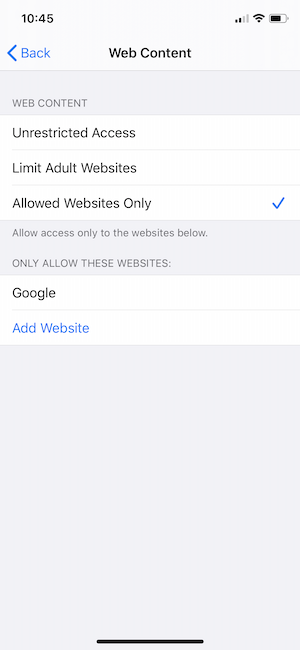 10:45
Back
Web Content
WEB CONTENT
Unrestricted Access
Limit Adult Websites
Allowed Websites Only
Allow access only to the websites below.
ONLY ALLOW THESE WEBSITES:
Google
Add Website